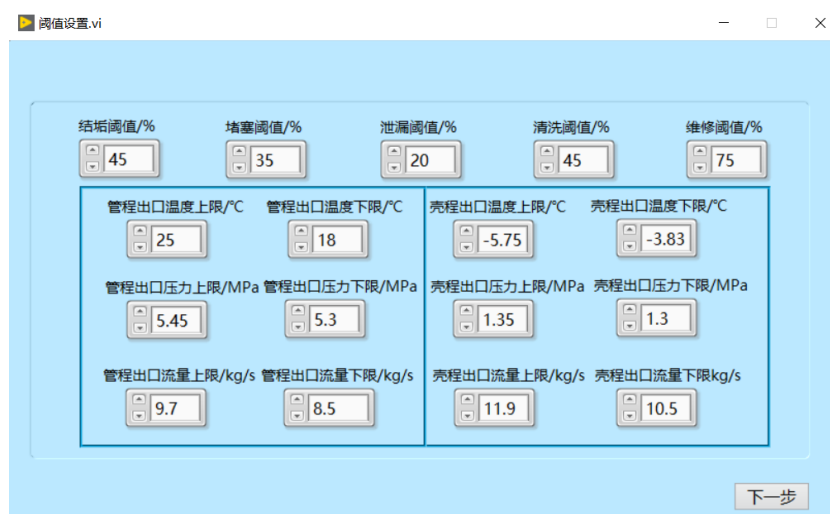 阈值设置.vi
结垢阈值/% 堵塞阈值/% 泄漏阈值/% 清洗阈值/% 维修阈值/%
45 35 20 45 75
管程出口温度上限/℃ 管程出口温度下限/℃ 壳程出口温度上限/℃ 壳程出口温度下限/℃
25 18 -5.75 -3.83
管程出口压力上限/MPa 管程出口压力下限/MPa 壳程出口压力上限/MPa 壳程出口压力下限/MPa
5.45 5.3 1.35 1.3
管程出口流量上限/kg/s 管程出口流量下限/kg/s 壳程出口流量上限/kg/s 壳程出口流量下限kg/s
9.7 8.5 11.9 10.5
下一步